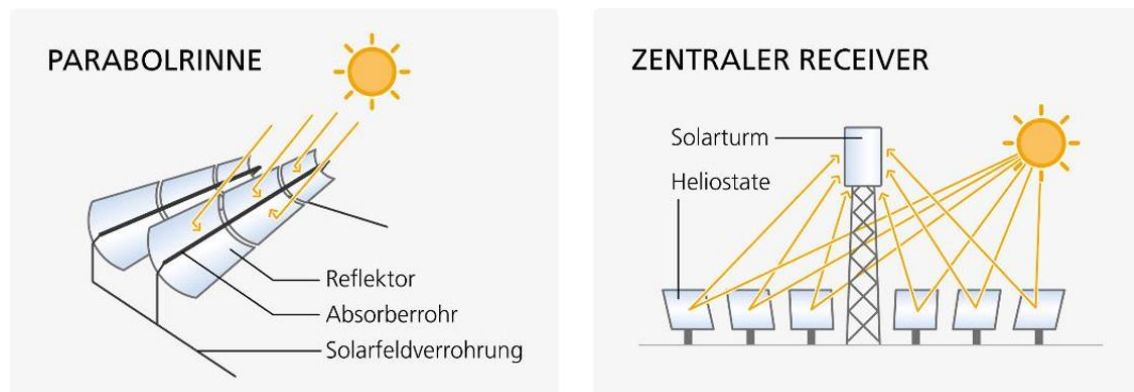 PARABOLRINNE
Reflektor
Absorberrohr
Solarfeldverrohrung
ZENTRALER RECEIVER
Solarturm
Heliostate